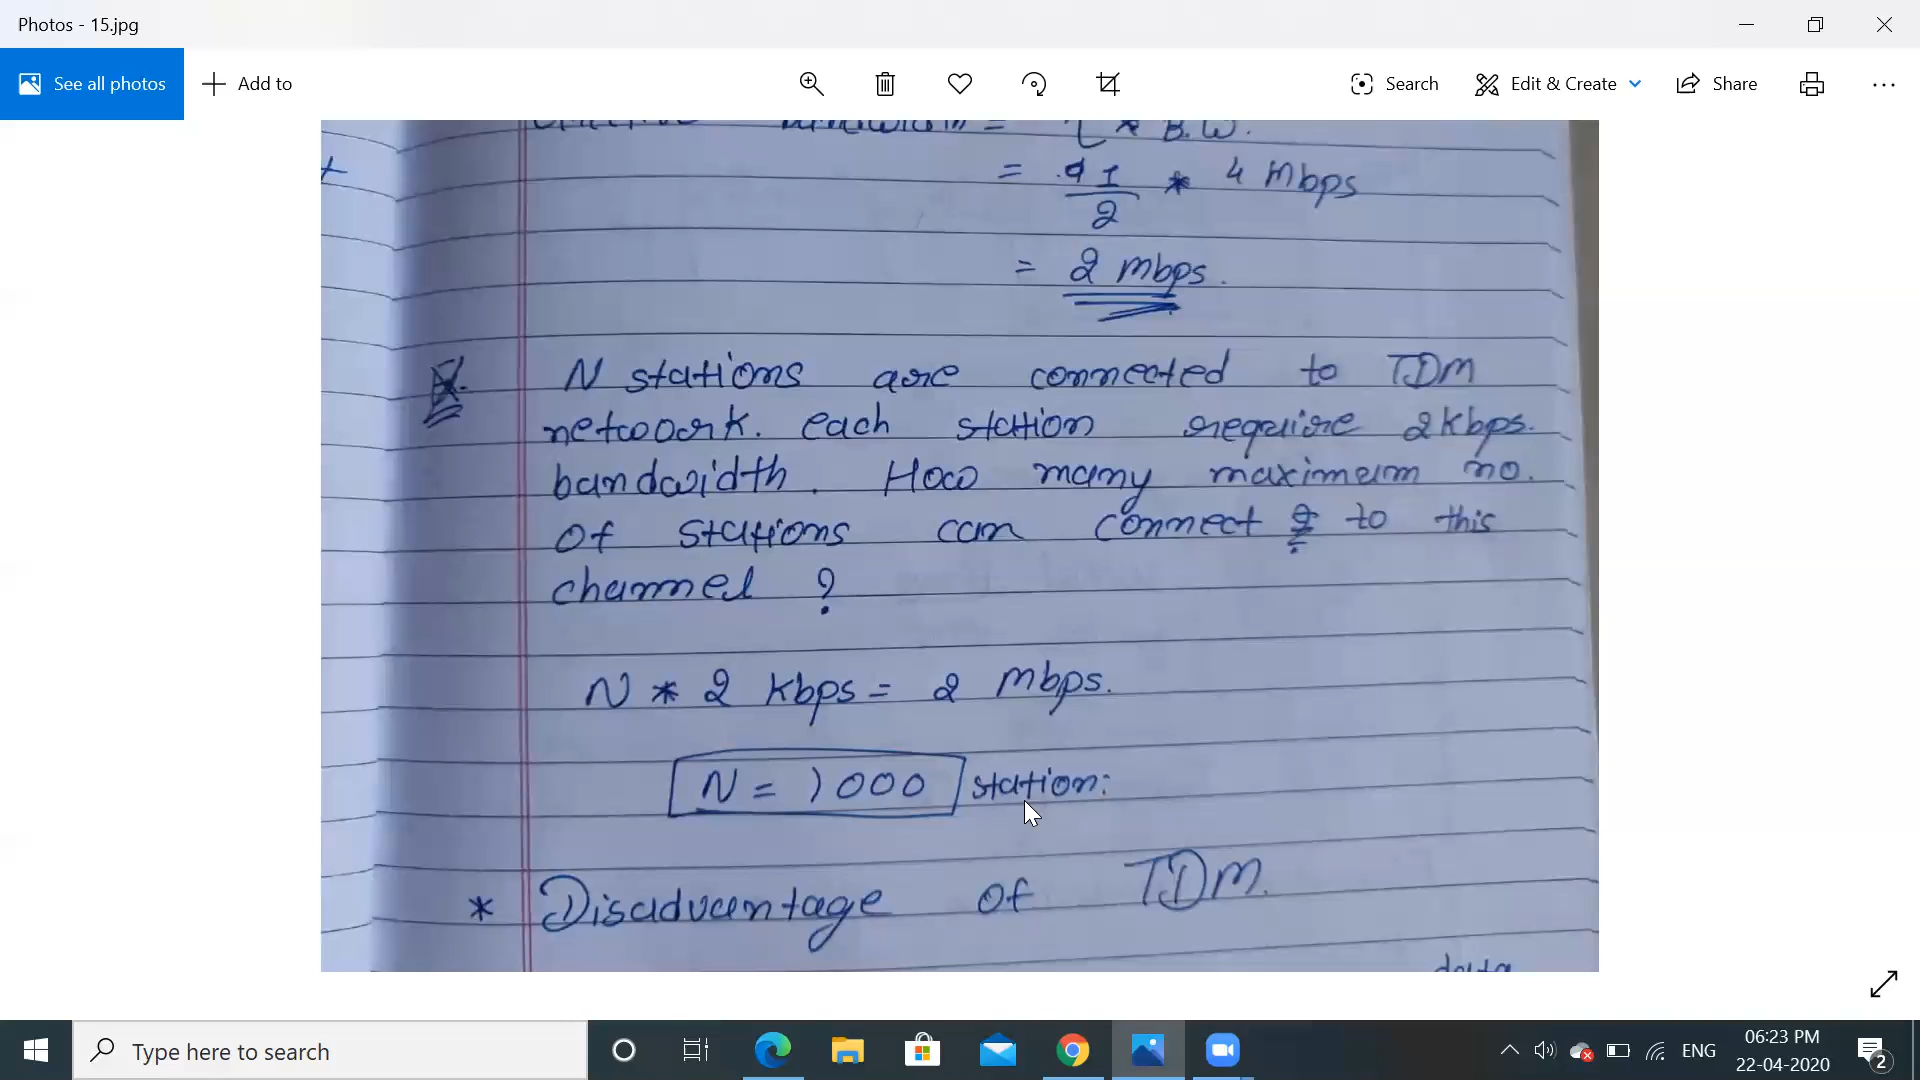 Photos - 15.jpg
See all photos
Add to
Search
Edit & Create
Share
bandwidth = η * B.W.
= 1/2 * 4 Mbps
= 2 mbps.
N stations are connected to TDM
network. each station require 2kbps.
bandwidth. How many maximum no.
of stations can connect to this
channel ?
N * 2 kbps = 2 mbps.
N = 1000 station:
* Disadvantage of TDM.
data
Type here to search
ENG
06:23 PM
22-04-2020
2